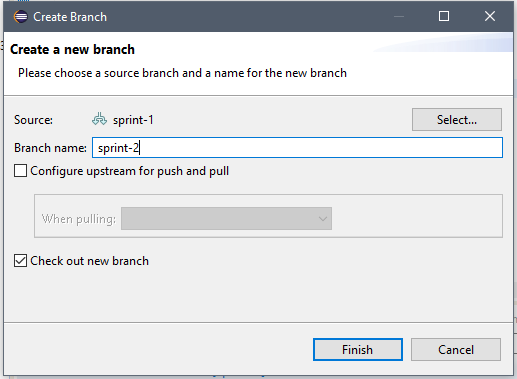 Create Branch
Create a new branch
Please choose a source branch and a name for the new branch
Source: sprint-1 Select...
Branch name: sprint-2
Configure upstream for push and pull
When pulling:
Check out new branch
Finish Cancel